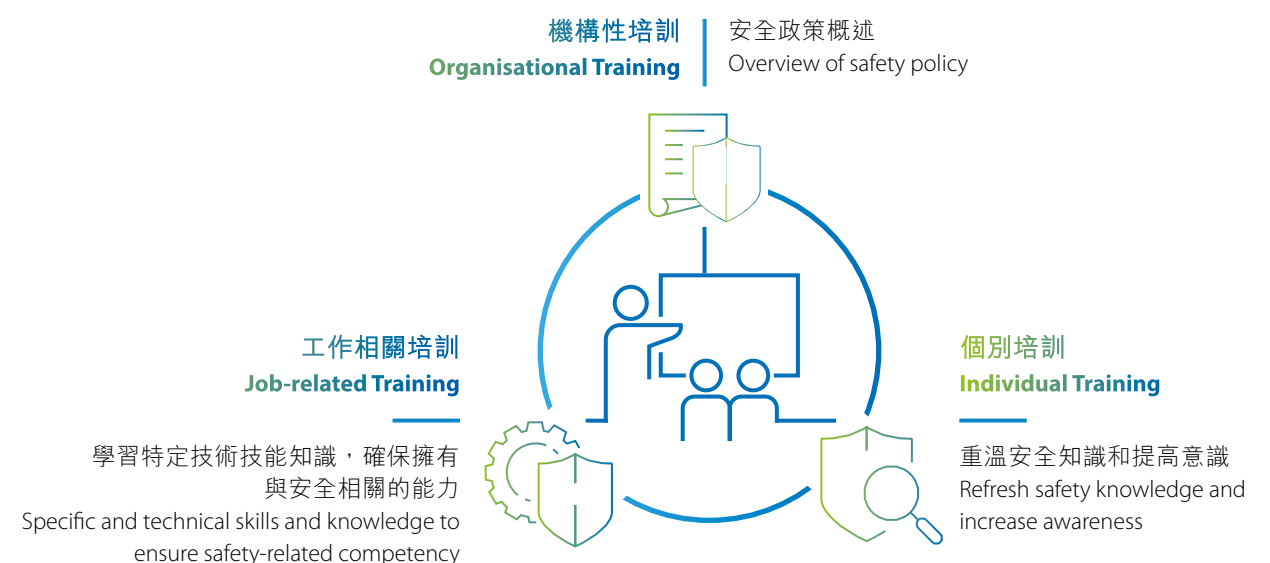 機構性培訓
Organisational Training
安全政策概述
Overview of safety policy
工作相關培訓
Job-related Training
學習特定技術技能知識，確保擁有
與安全相關的能力
Specific and technical skills and knowledge to
ensure safety-related competency
個別培訓
Individual Training
重溫安全知識和提高意識
Refresh safety knowledge and
increase awareness